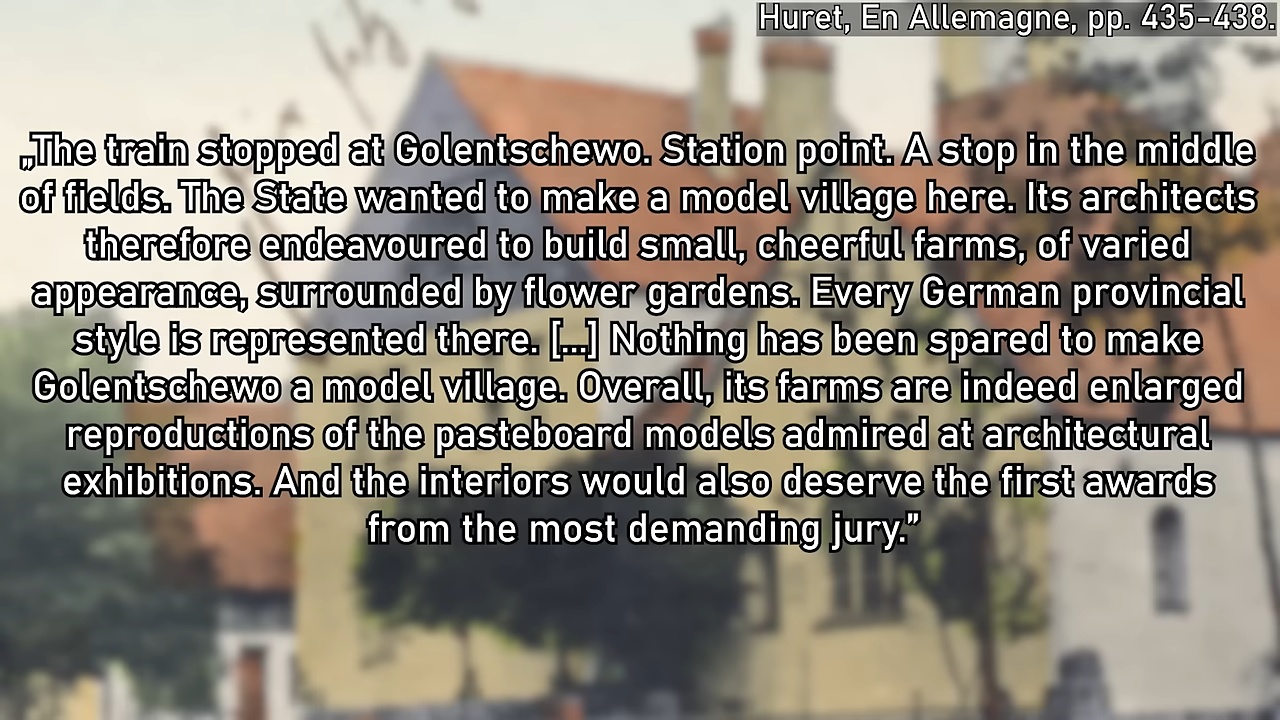 Huret, En Allemagne, pp. 435-438.
„The train stopped at Golentschewo. Station point. A stop in the middle
of fields. The State wanted to make a model village here. Its architects
therefore endeavoured to build small, cheerful farms, of varied
appearance, surrounded by flower gardens. Every German provincial
style is represented there. [...] Nothing has been spared to make
Golentschewo a model village. Overall, its farms are indeed enlarged
reproductions of the pasteboard models admired at architectural
exhibitions. And the interiors would also deserve the first awards
from the most demanding jury.”